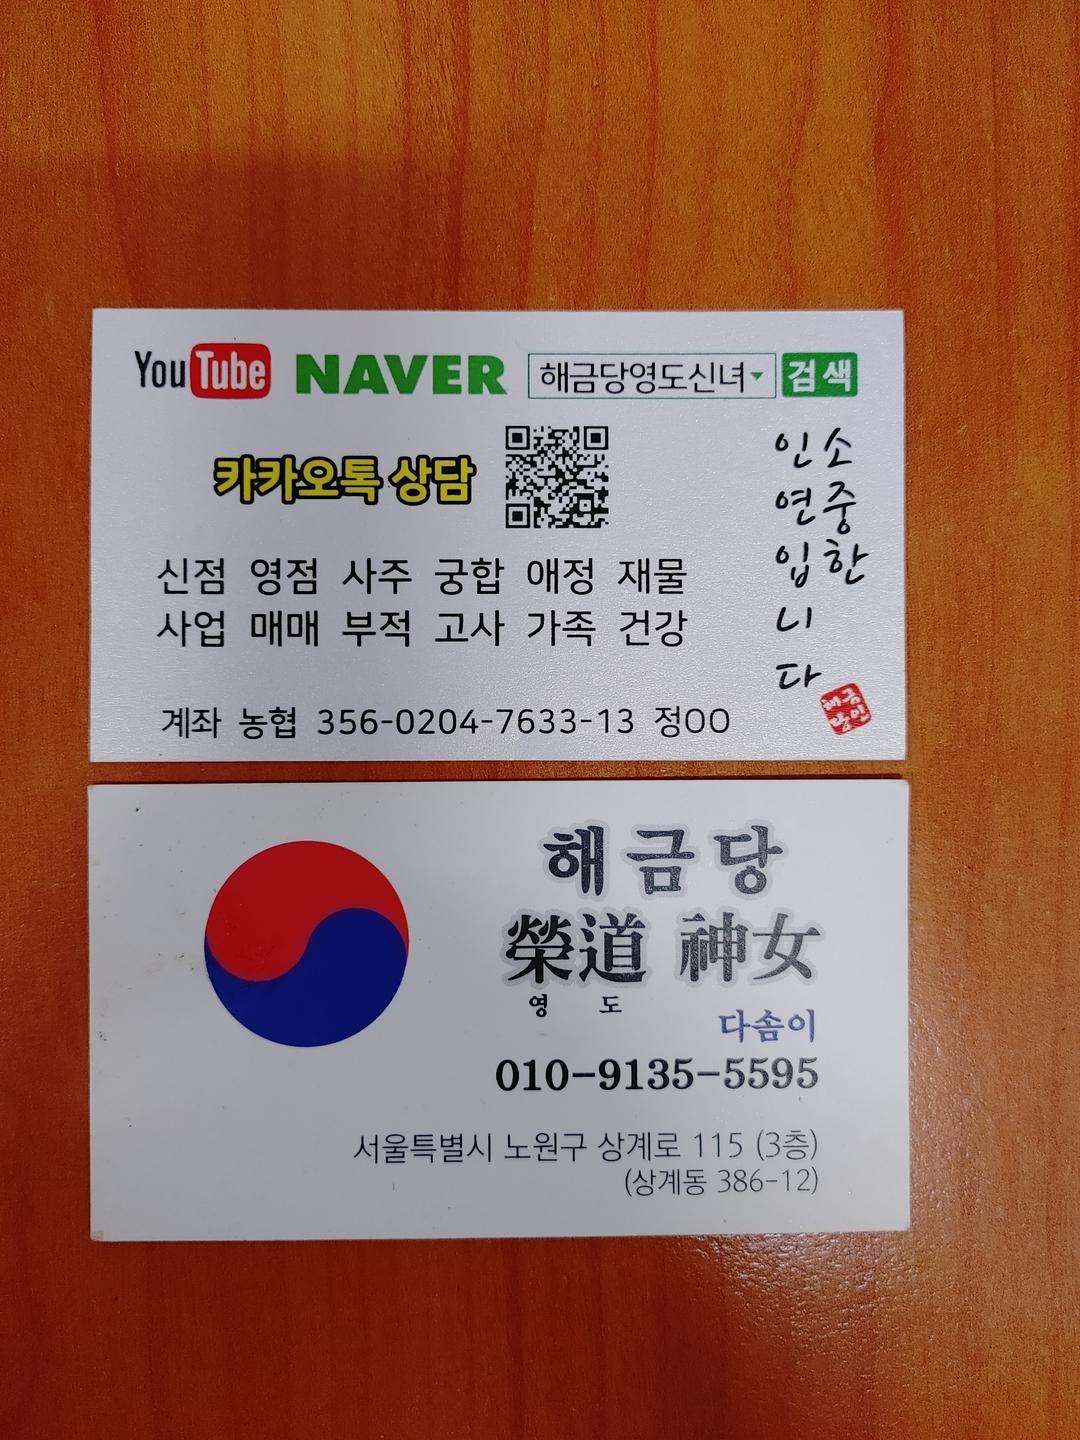 YouTube NAVER 해금당영도신녀 검색
카카오톡 상담
신점 영점 사주 궁합 애정 재물
사업 매매 부적 고사 가족 건강
계좌 농협 356-0204-7633-13 정OO
소중한
인연입니다
해금당인
해금당
榮道 神女
영 도
다솜이
010-9135-5595
서울특별시 노원구 상계로 115 (3층)
(상계동 386-12)